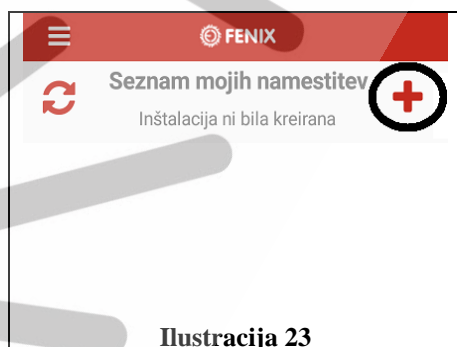 FENIX
Seznam mojih namestitev
Inštalacija ni bila kreirana
Ilustracija 23